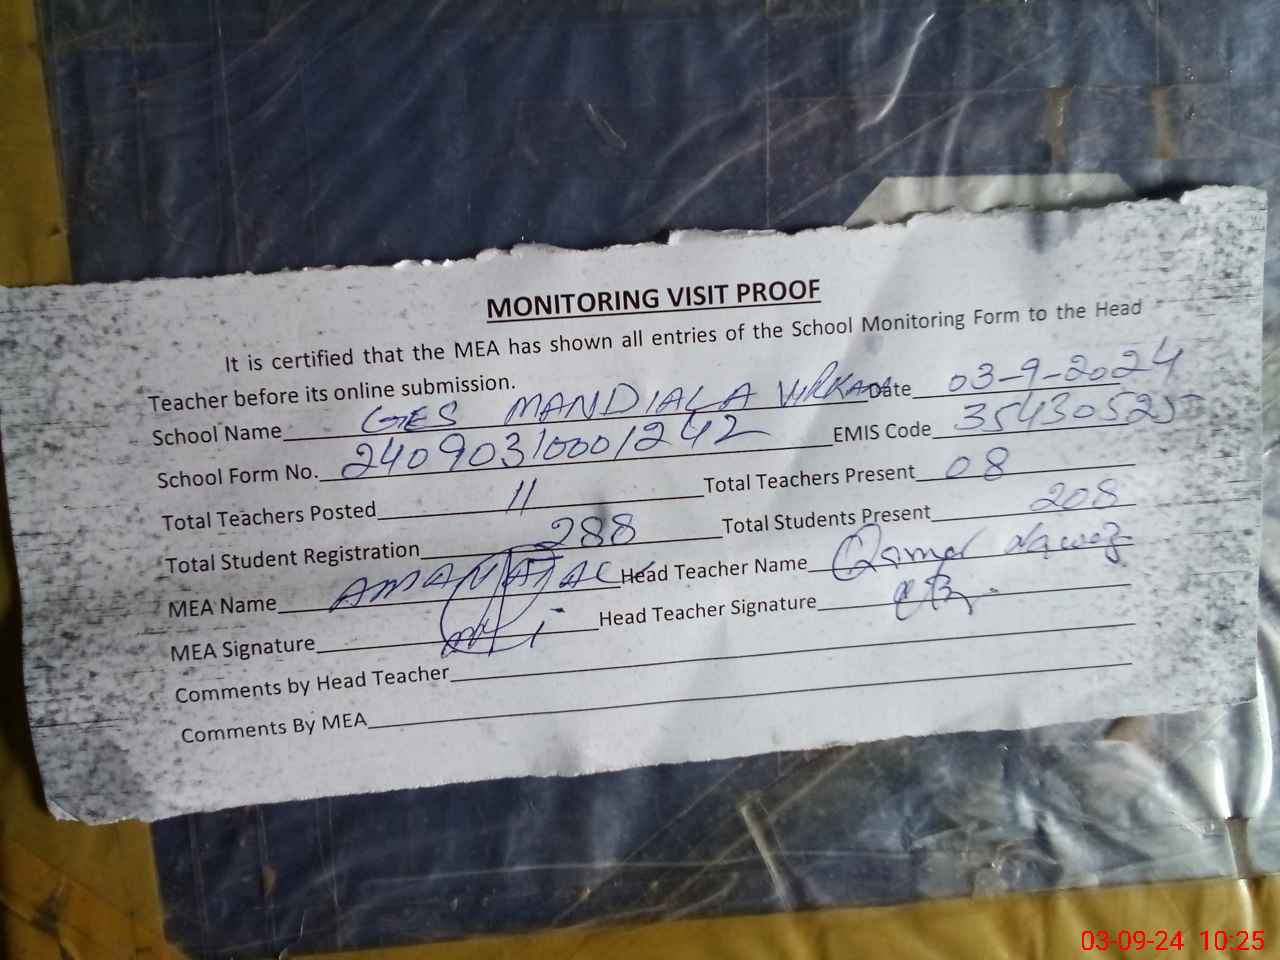 MONITORING VISIT PROOF
It is certified that the MEA has shown all entries of the School Monitoring Form to the Head
Teacher before its online submission.
School Name GES MANDIALA VIRKAN Date 03-9-2024
School Form No. 24090310001242 EMIS Code 35430525
Total Teachers Posted 11 Total Teachers Present 08
Total Student Registration 288 Total Students Present 208
MEA Name Head Teacher Name Qamar Nawaz
MEA Signature Head Teacher Signature
Comments by Head Teacher
Comments By MEA
03-09-24 10:25